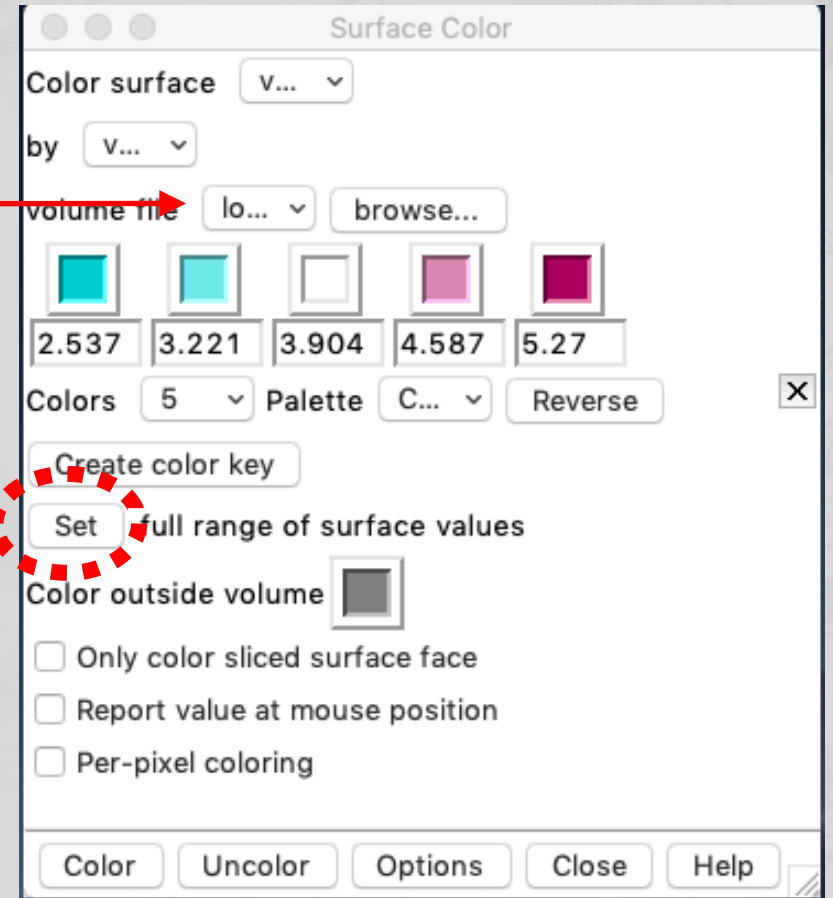 Surface Color
Color surface v...
by v...
volume file lo... browse...
2.537 3.221 3.904 4.587 5.27
Colors 5 Palette C... Reverse
Create color key
Set full range of surface values
Color outside volume
Only color sliced surface face
Report value at mouse position
Per-pixel coloring
Color Uncolor Options Close Help